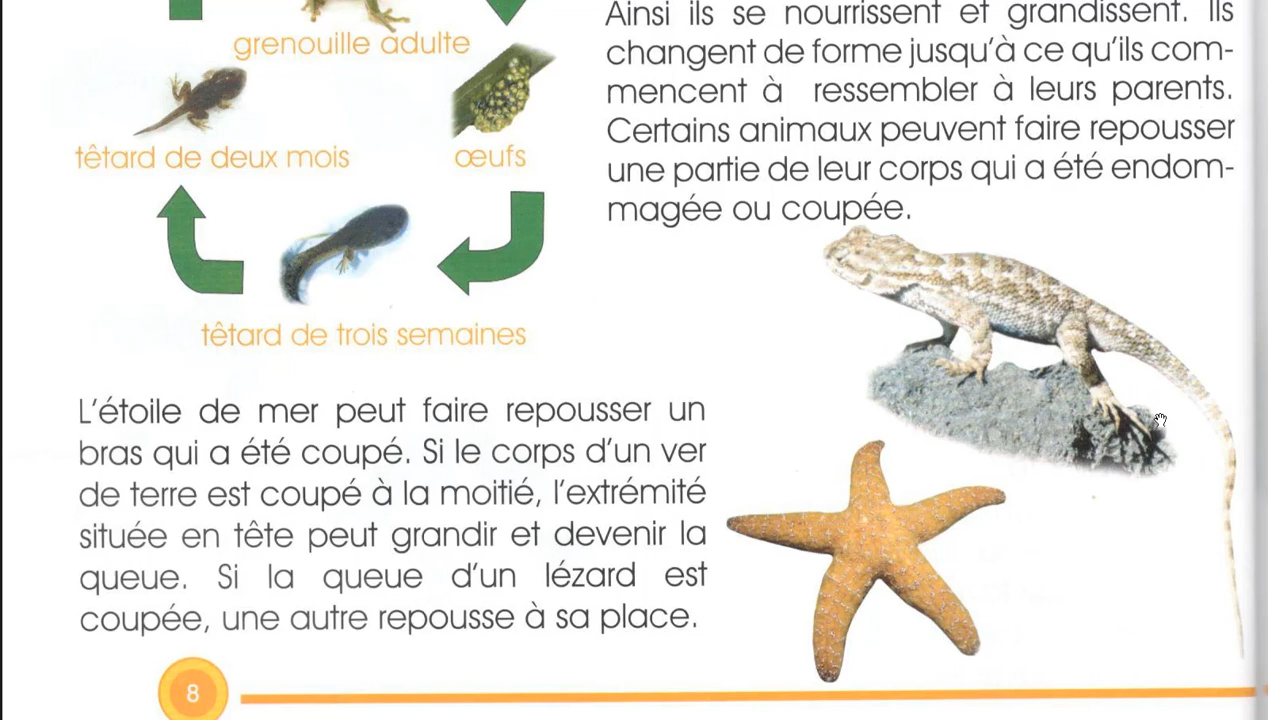 Ainsi ils se nourrissent et grandissent. Ils
changent de forme jusqu'à ce qu'ils com-
mencent à ressembler à leurs parents.
Certains animaux peuvent faire repousser
une partie de leur corps qui a été endom-
magée ou coupée.
grenouille adulte
têtard de deux mois
œufs
têtard de trois semaines
L'étoile de mer peut faire repousser un
bras qui a été coupé. Si le corps d'un ver
de terre est coupé à la moitié, l'extrémité
située en tête peut grandir et devenir la
queue. Si la queue d'un lézard est
coupée, une autre repousse à sa place.
8